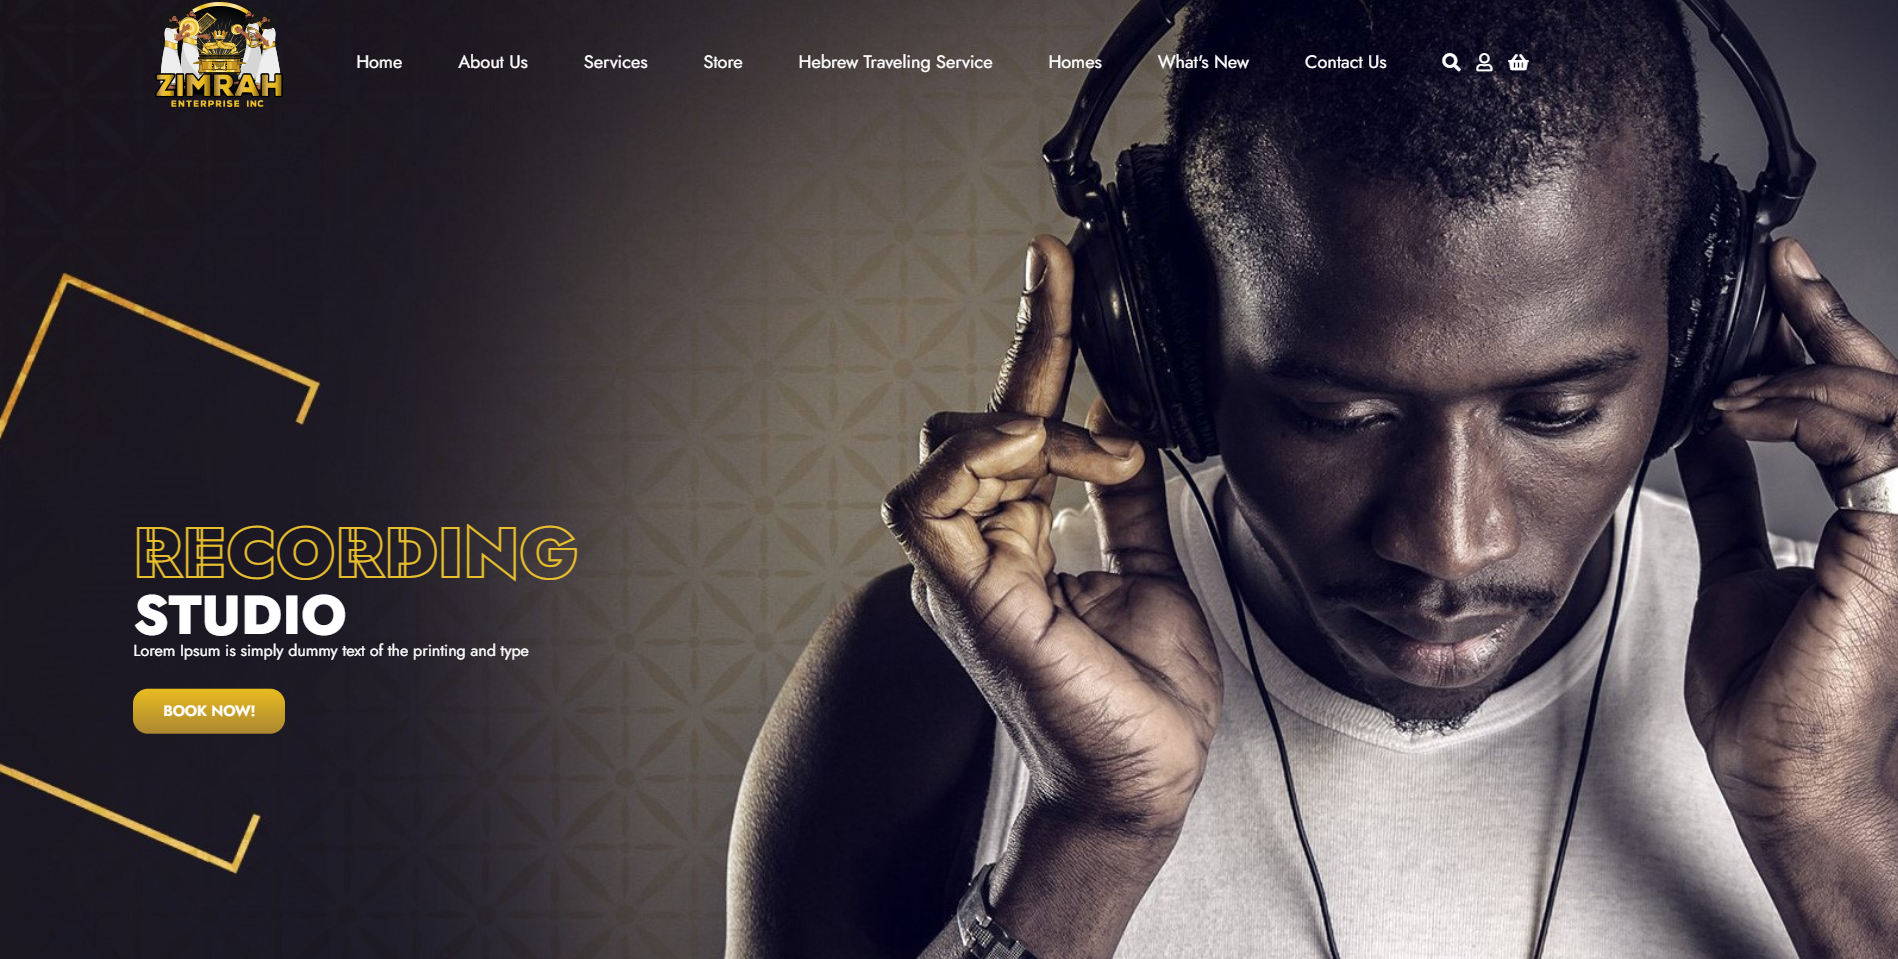 ZIMRAH
ENTERPRISE INC
Home
About Us
Services
Store
Hebrew Traveling Service
Homes
What's New
Contact Us
RECORDING
STUDIO
Lorem Ipsum is simply dummy text of the printing and type
BOOK NOW!